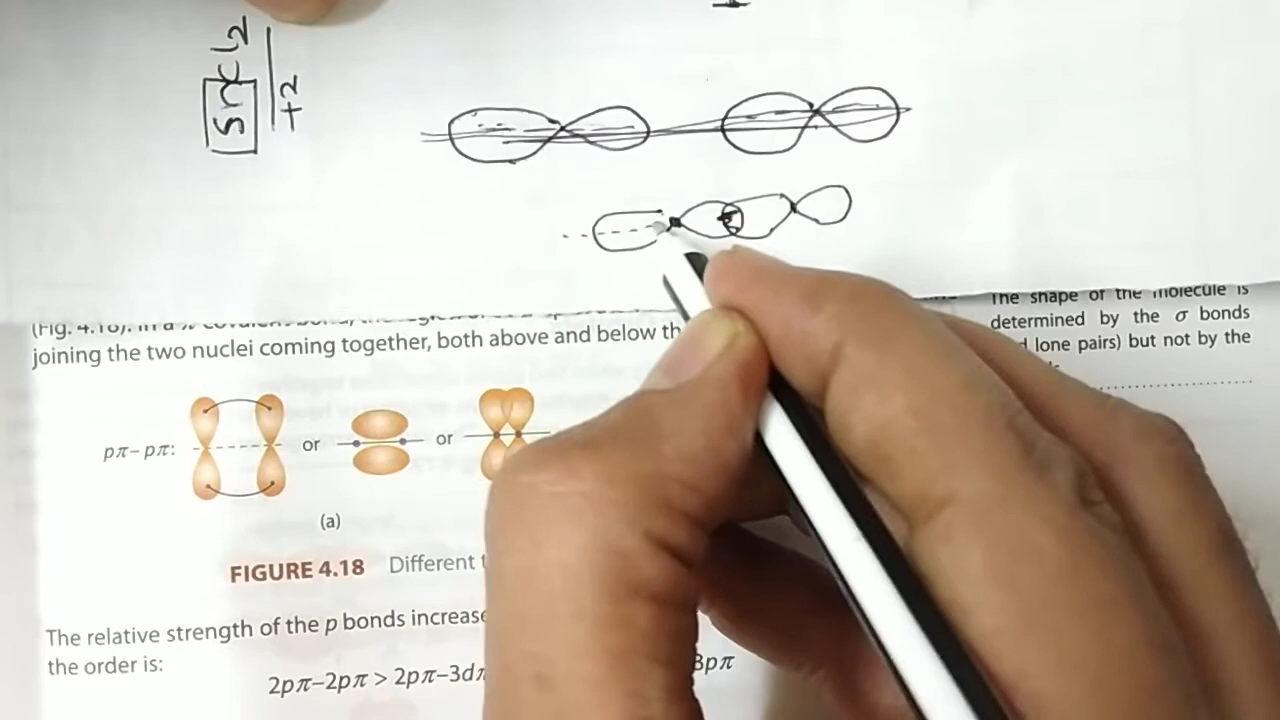 SnCl2
+2
joining the two nuclei coming together, both above and below th
The shape of the molecule is
determined by the σ bonds
lone pairs) but not by the
pπ–pπ:
or
or
(a)
FIGURE 4.18 Different t
The relative strength of the p bonds increase
the order is:
2pπ–2pπ > 2pπ–3dπ
3pπ